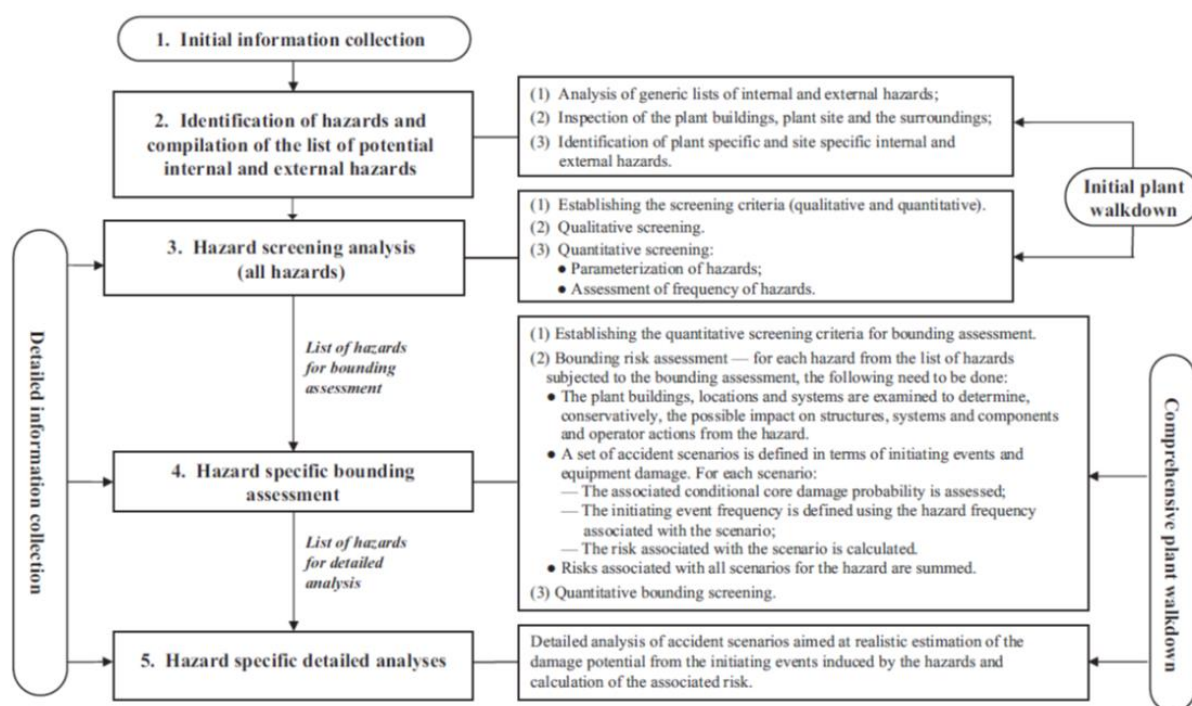 1. Initial information collection
2. Identification of hazards and
compilation of the list of potential
internal and external hazards
(1) Analysis of generic lists of internal and external hazards;
(2) Inspection of the plant buildings, plant site and the surroundings;
(3) Identification of plant specific and site specific internal and
external hazards.
Initial plant
walkdown
3. Hazard screening analysis
(all hazards)
(1) Establishing the screening criteria (qualitative and quantitative).
(2) Qualitative screening.
(3) Quantitative screening:
● Parameterization of hazards;
● Assessment of frequency of hazards.
Detailed information collection
List of hazards
for bounding
assessment
4. Hazard specific bounding
assessment
(1) Establishing the quantitative screening criteria for bounding assessment.
(2) Bounding risk assessment — for each hazard from the list of hazards
subjected to the bounding assessment, the following need to be done:
● The plant buildings, locations and systems are examined to determine,
conservatively, the possible impact on structures, systems and components
and operator actions from the hazard.
● A set of accident scenarios is defined in terms of initiating events and
equipment damage. For each scenario:
— The associated conditional core damage probability is assessed;
— The initiating event frequency is defined using the hazard frequency
associated with the scenario;
— The risk associated with the scenario is calculated.
● Risks associated with all scenarios for the hazard are summed.
(3) Quantitative bounding screening.
Comprehensive plant walkdown
List of hazards
for detailed
analysis
5. Hazard specific detailed analyses
Detailed analysis of accident scenarios aimed at realistic estimation of the
damage potential from the initiating events induced by the hazards and
calculation of the associated risk.